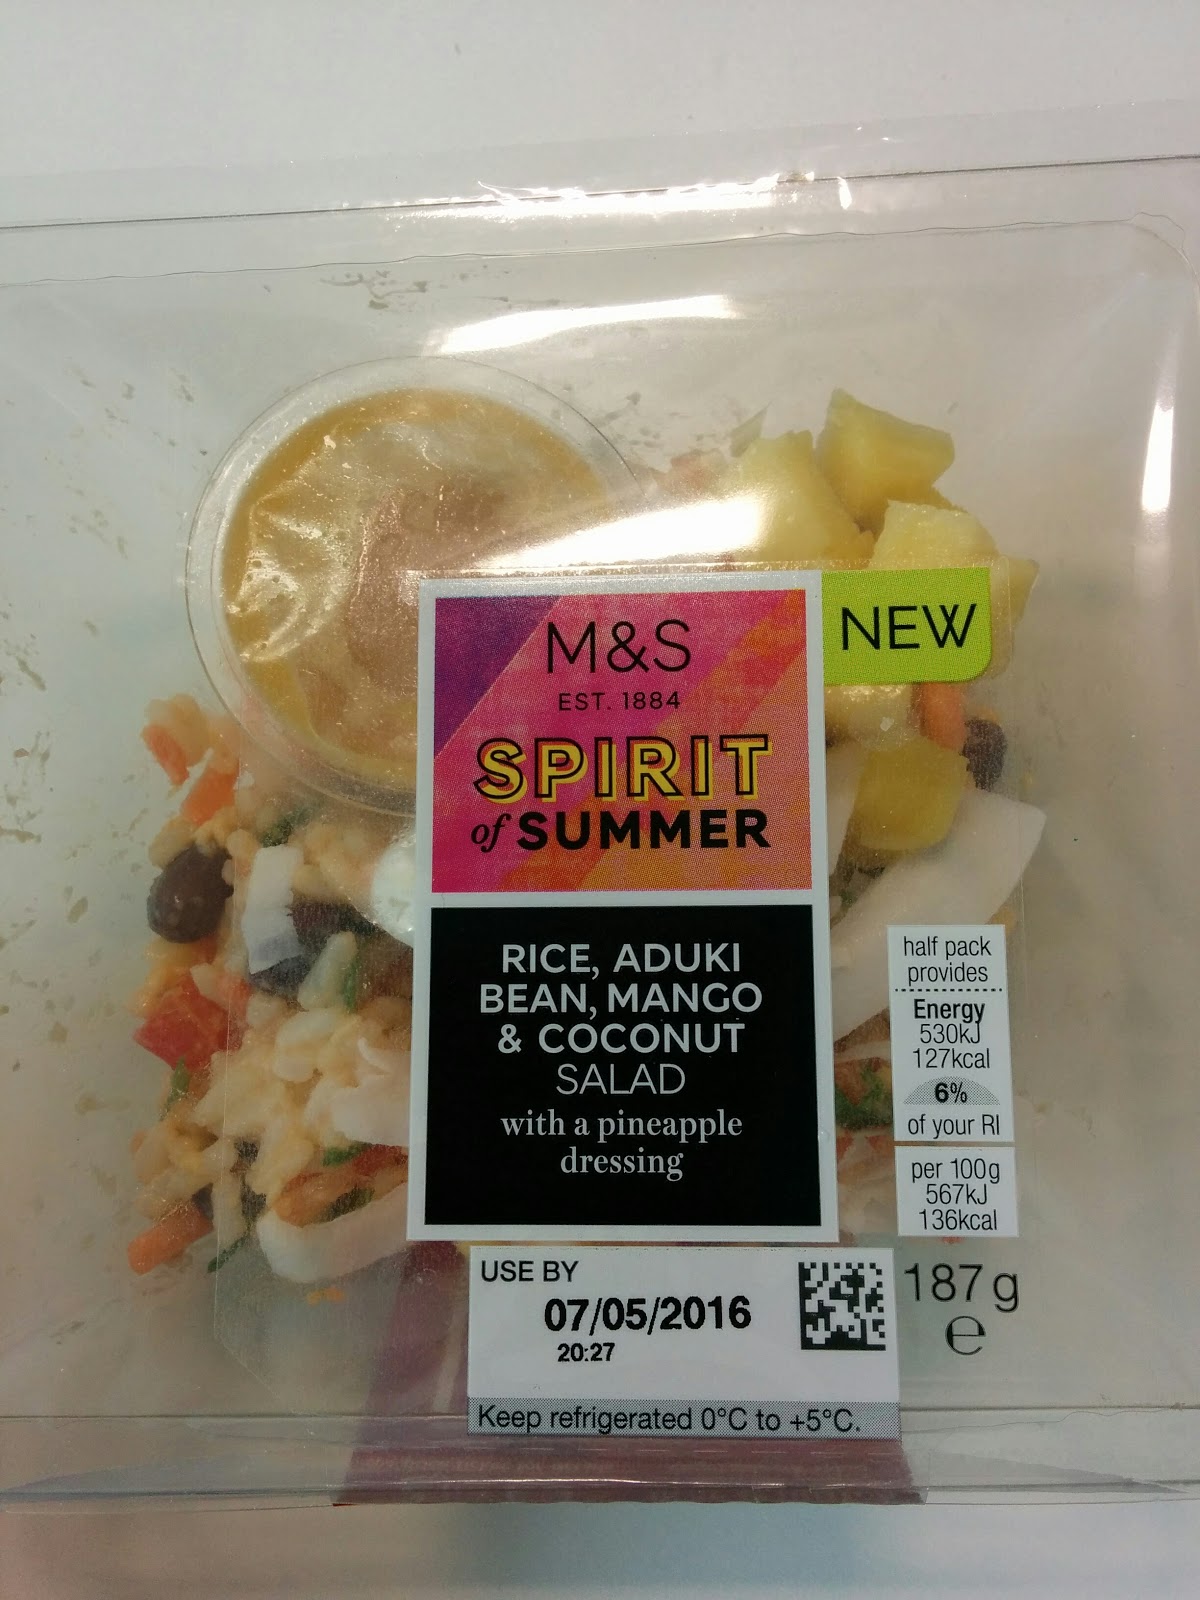 M&S
EST. 1884
SPIRIT
of SUMMER
NEW
RICE, ADUKI
BEAN, MANGO
& COCONUT
SALAD
with a pineapple
dressing
half pack
provides
Energy
530kJ
127kcal
6%
of your RI
per 100g
567kJ
136kcal
USE BY
07/05/2016
20:27
187g
e
Keep refrigerated 0°C to +5°C.